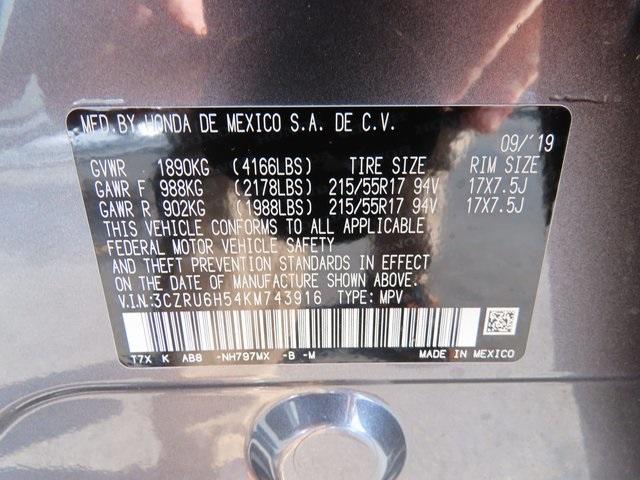 MFD. BY HONDA DE MEXICO S.A. DE C.V.
09/'19
GVWR 1890KG (4166LBS) TIRE SIZE RIM SIZE
GAWR F 988KG (2178LBS) 215/55R17 94V 17X7.5J
GAWR R 902KG (1988LBS) 215/55R17 94V 17X7.5J
THIS VEHICLE CONFORMS TO ALL APPLICABLE
FEDERAL MOTOR VEHICLE SAFETY
AND THEFT PREVENTION STANDARDS IN EFFECT
ON THE DATE OF MANUFACTURE SHOWN ABOVE.
V.I.N:3CZRU6H54KM743916 TYPE: MPV
T7X K AB8 -NH797MX -B -M MADE IN MEXICO